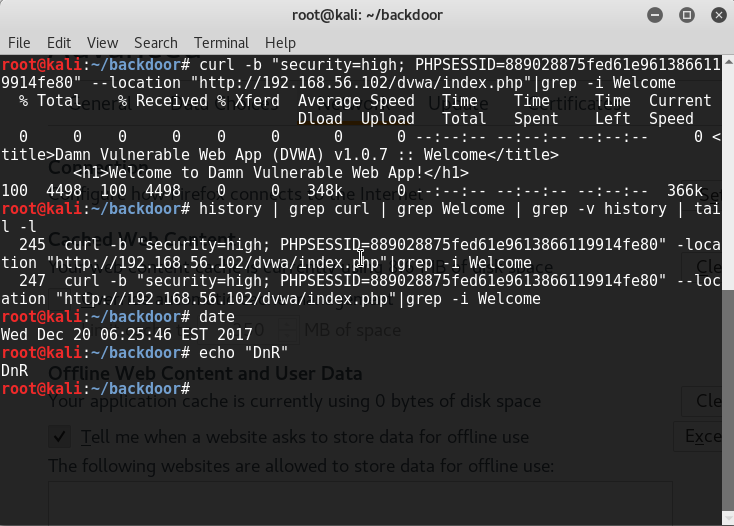 root@kali: ~/backdoor
File Edit View Search Terminal Help
root@kali:~/backdoor# curl -b "security=high; PHPSESSID=889028875fed61e961386611
9914fe80" --location "http://192.168.56.102/dvwa/index.php"|grep -i Welcome
% Total % Received % Xferd Average Speed Time Time Time Current
Dload Upload Total Spent Left Speed
0 0 0 0 0 0 0 0 --:--:-- --:--:-- --:--:-- 0 <
title>Damn Vulnerable Web App (DVWA) v1.0.7 :: Welcome</title>
<h1>Welcome to Damn Vulnerable Web App!</h1>
100 4498 100 4498 0 0 348k 0 --:--:-- --:--:-- --:--:-- 366k
root@kali:~/backdoor# history | grep curl | grep Welcome | grep -v history | tai
l -l
245 curl -b "security=high; PHPSESSID=889028875fed61e9613866119914fe80" -loca
tion "http://192.168.56.102/dvwa/index.php"|grep -i Welcome
247 curl -b "security=high; PHPSESSID=889028875fed61e9613866119914fe80" --loc
ation "http://192.168.56.102/dvwa/index.php"|grep -i Welcome
root@kali:~/backdoor# date
Wed Dec 20 06:25:46 EST 2017
MB of space
root@kali:~/backdoor# echo "DnR"
DnR
Offline Web Content and User Data
root@kali:~/backdoor#
Your application cache is currently using 0 bytes of disk space Cle
Tell me when a website asks to store data for offline use Exce
The following websites are allowed to store data for offline use: